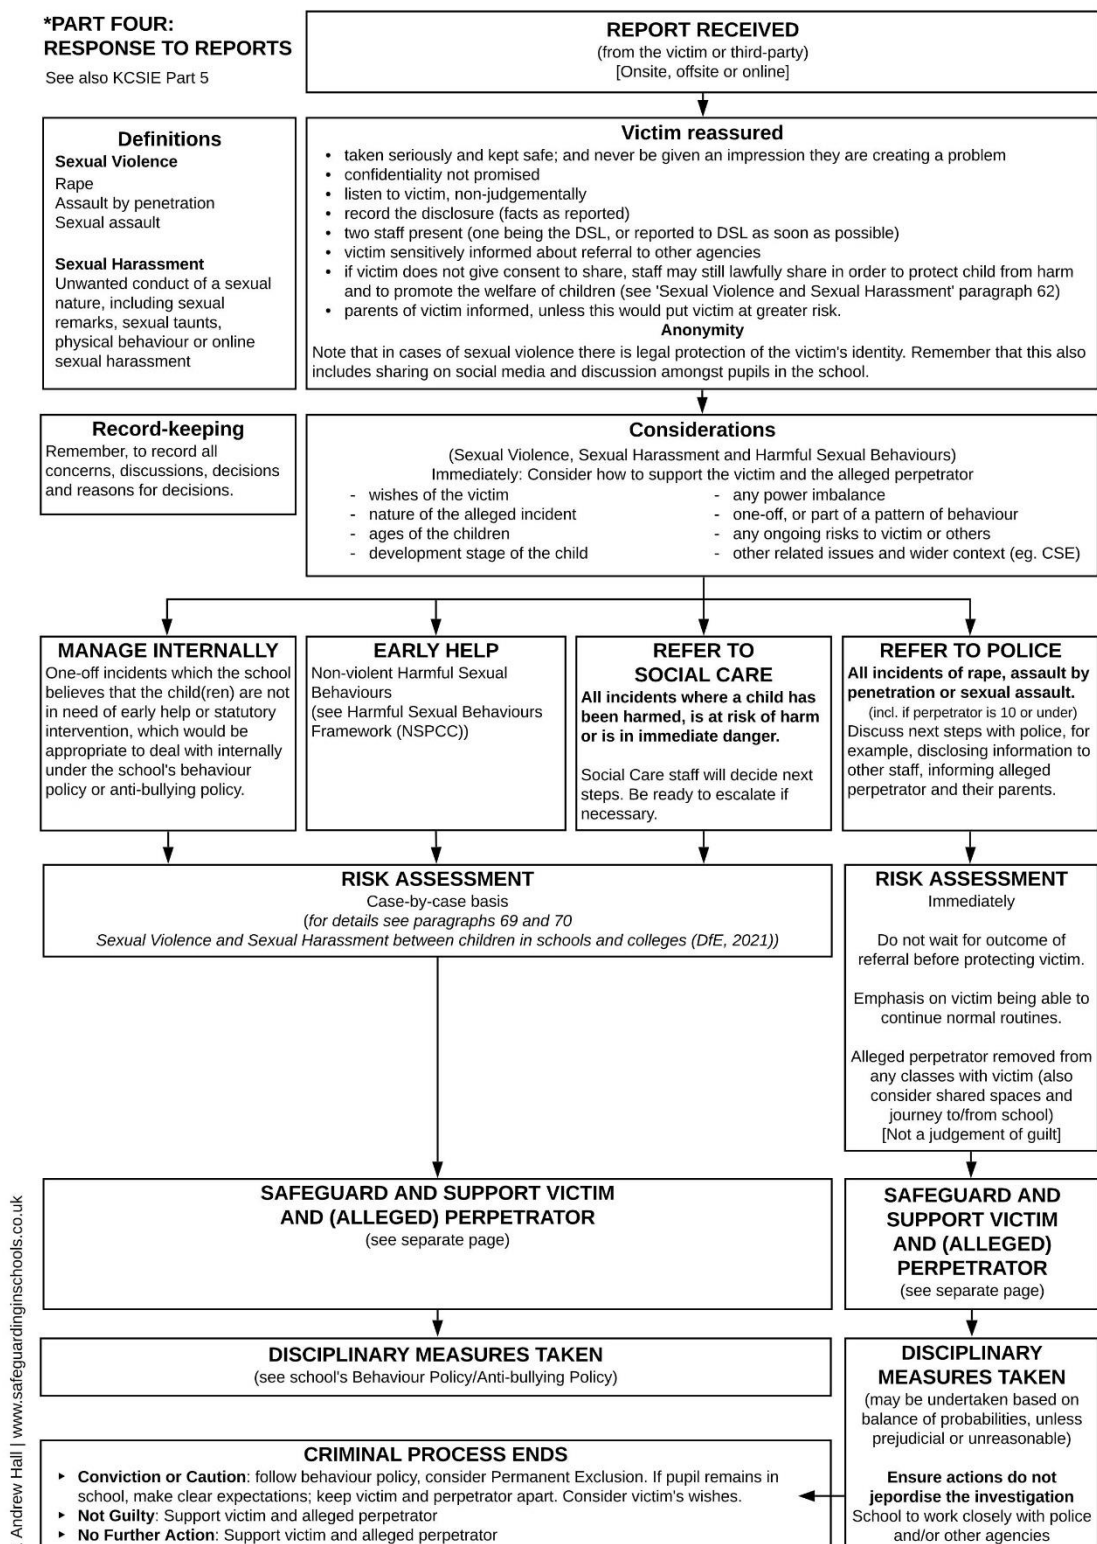 *PART FOUR:
RESPONSE TO REPORTS
See also KCSIE Part 5
REPORT RECEIVED
(from the victim or third-party)
[Onsite, offsite or online]
Definitions
Sexual Violence
Rape
Assault by penetration
Sexual assault
Sexual Harassment
Unwanted conduct of a sexual
nature, including sexual
remarks, sexual taunts,
physical behaviour or online
sexual harassment
Victim reassured
• taken seriously and kept safe; and never be given an impression they are creating a problem
• confidentiality not promised
• listen to victim, non-judgementally
• record the disclosure (facts as reported)
• two staff present (one being the DSL, or reported to DSL as soon as possible)
• victim sensitively informed about referral to other agencies
• if victim does not give consent to share, staff may still lawfully share in order to protect child from harm
and to promote the welfare of children (see 'Sexual Violence and Sexual Harassment' paragraph 62)
• parents of victim informed, unless this would put victim at greater risk.
Anonymity
Note that in cases of sexual violence there is legal protection of the victim's identity. Remember that this also
includes sharing on social media and discussion amongst pupils in the school.
Record-keeping
Remember, to record all
concerns, discussions, decisions
and reasons for decisions.
Considerations
(Sexual Violence, Sexual Harassment and Harmful Sexual Behaviours)
Immediately: Consider how to support the victim and the alleged perpetrator
- wishes of the victim
- nature of the alleged incident
- ages of the children
- development stage of the child
- any power imbalance
- one-off, or part of a pattern of behaviour
- any ongoing risks to victim or others
- other related issues and wider context (eg. CSE)
MANAGE INTERNALLY
One-off incidents which the school
believes that the child(ren) are not
in need of early help or statutory
intervention, which would be
appropriate to deal with internally
under the school's behaviour
policy or anti-bullying policy.
EARLY HELP
Non-violent Harmful Sexual
Behaviours
(see Harmful Sexual Behaviours
Framework (NSPCC))
REFER TO
SOCIAL CARE
All incidents where a child has
been harmed, is at risk of harm
or is in immediate danger.
Social Care staff will decide next
steps. Be ready to escalate if
necessary.
REFER TO POLICE
All incidents of rape, assault by
penetration or sexual assault.
(incl. if perpetrator is 10 or under)
Discuss next steps with police, for
example, disclosing information to
other staff, informing alleged
perpetrator and their parents.
RISK ASSESSMENT
Case-by-case basis
(for details see paragraphs 69 and 70
Sexual Violence and Sexual Harassment between children in schools and colleges (DfE, 2021))
RISK ASSESSMENT
Immediately
Do not wait for outcome of
referral before protecting victim.
Emphasis on victim being able to
continue normal routines.
Alleged perpetrator removed from
any classes with victim (also
consider shared spaces and
journey to/from school)
[Not a judgement of guilt]
SAFEGUARD AND SUPPORT VICTIM
AND (ALLEGED) PERPETRATOR
(see separate page)
SAFEGUARD AND
SUPPORT VICTIM
AND (ALLEGED)
PERPETRATOR
(see separate page)
DISCIPLINARY MEASURES TAKEN
(see school's Behaviour Policy/Anti-bullying Policy)
DISCIPLINARY
MEASURES TAKEN
(may be undertaken based on
balance of probabilities, unless
prejudicial or unreasonable)
Ensure actions do not
jepordise the investigation
School to work closely with police
and/or other agencies
CRIMINAL PROCESS ENDS
▸ Conviction or Caution: follow behaviour policy, consider Permanent Exclusion. If pupil remains in
school, make clear expectations; keep victim and perpetrator apart. Consider victim's wishes.
▸ Not Guilty: Support victim and alleged perpetrator
▸ No Further Action: Support victim and alleged perpetrator
Andrew Hall | www.safeguardinginschools.co.uk